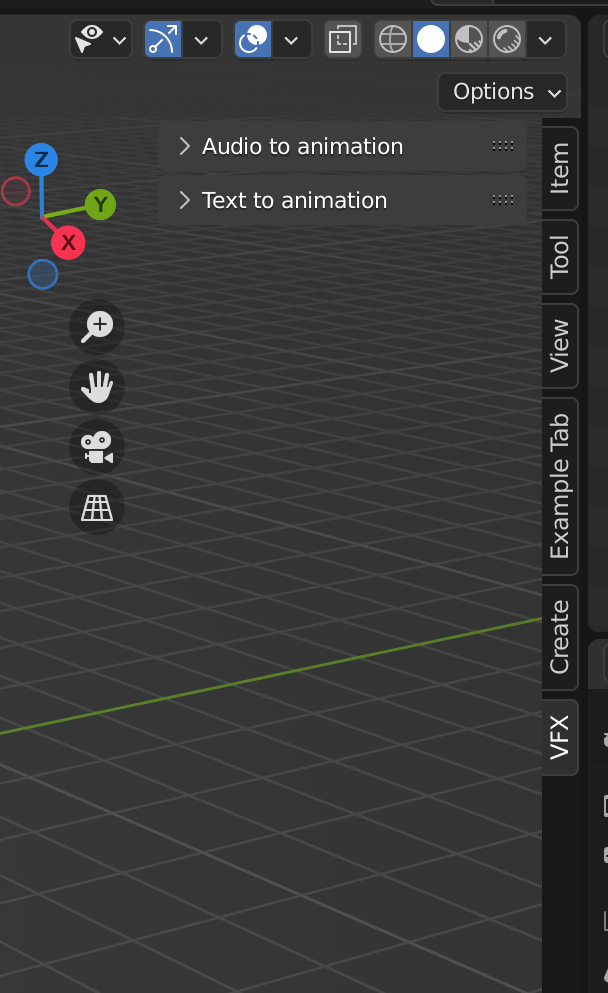 Options
Audio to animation
Text to animation
Z
Y
X
Item
Tool
View
Example Tab
Create
VFX